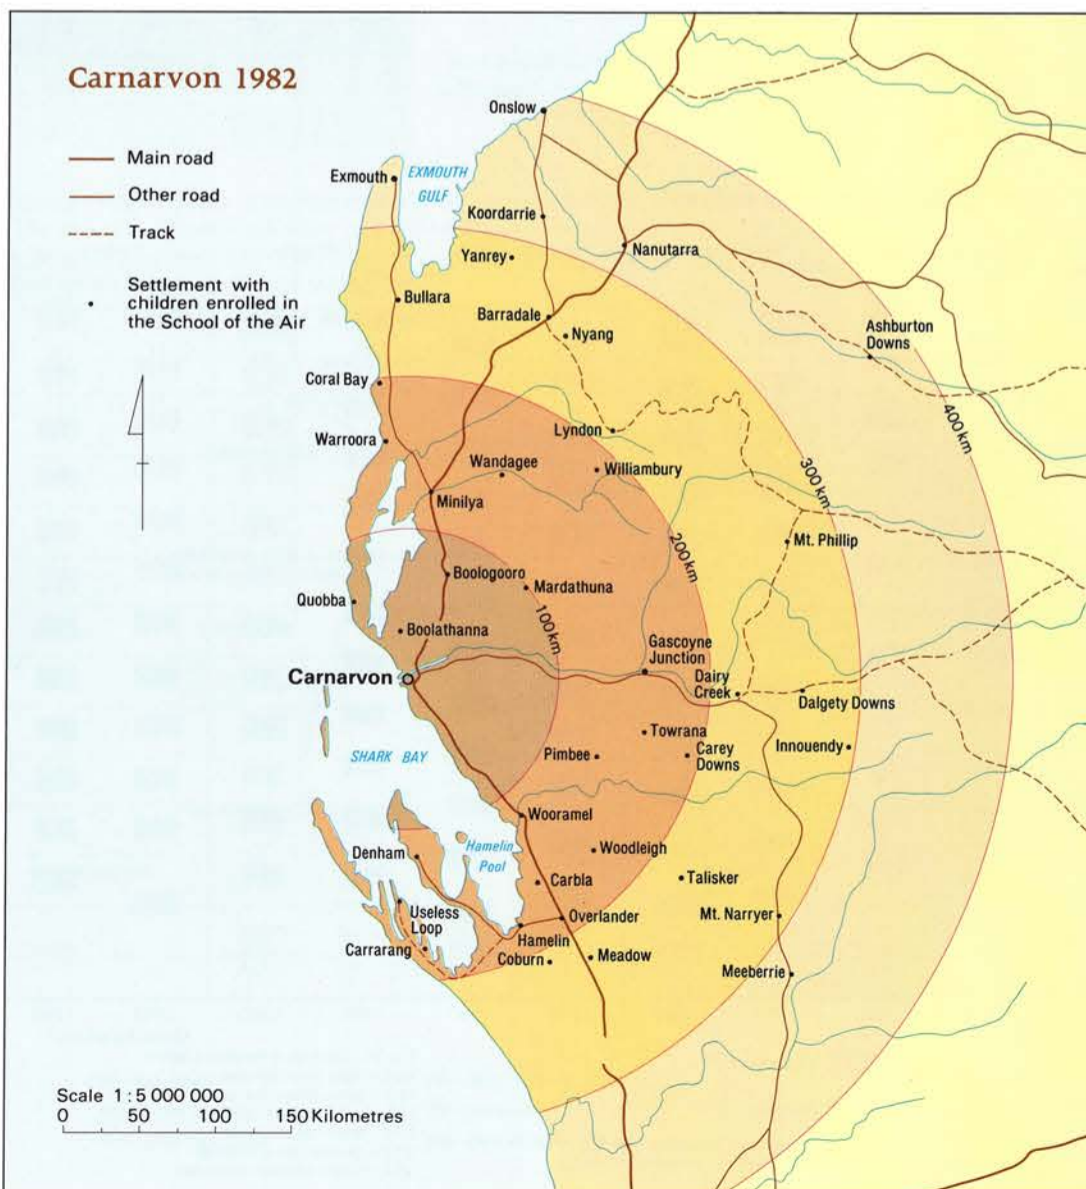 Carnarvon 1982
Main road
Other road
Track
Settlement with
children enrolled in
the School of the Air
Onslow
Exmouth
EXMOUTH
GULF
Koordarrie
Yanrey
Nanutarra
Bullara
Barradale
Nyang
Ashburton
Downs
Coral Bay
400 km
Warroora
Lyndon
Wandagee
Williambury
300 km
Minilya
200 km
Mt. Phillip
Boologooro
Mardathuna
Quobba
100 km
Boolathanna
Gascoyne
Junction
Carnarvon
Dairy
Creek
Dalgety Downs
Towrana
Innouendy
SHARK BAY
Pimbee
Carey
Downs
Wooramel
Hamelin
Pool
Denham
Woodleigh
Carbla
Talisker
Useless
Loop
Overlander
Mt. Narryer
Hamelin
Carrarang
Coburn
Meadow
Meeberrie
Scale 1 : 5 000 000
0 50 100 150 Kilometres